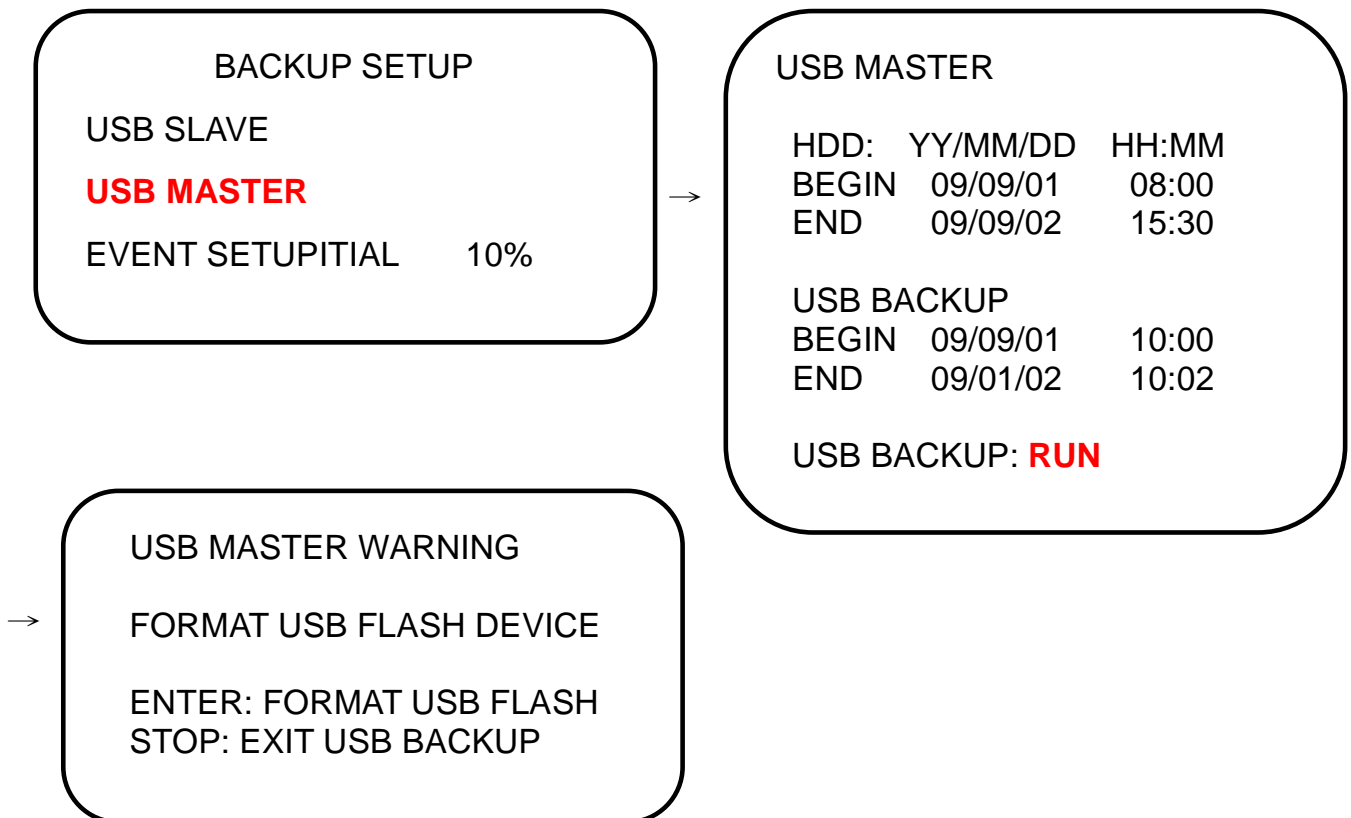 BACKUP SETUP
USB SLAVE
USB MASTER
EVENT SETUPITIAL 10%
→
USB MASTER
HDD: YY/MM/DD HH:MM
BEGIN 09/09/01 08:00
END 09/09/02 15:30
USB BACKUP
BEGIN 09/09/01 10:00
END 09/01/02 10:02
USB BACKUP: RUN
→
USB MASTER WARNING
FORMAT USB FLASH DEVICE
ENTER: FORMAT USB FLASH
STOP: EXIT USB BACKUP